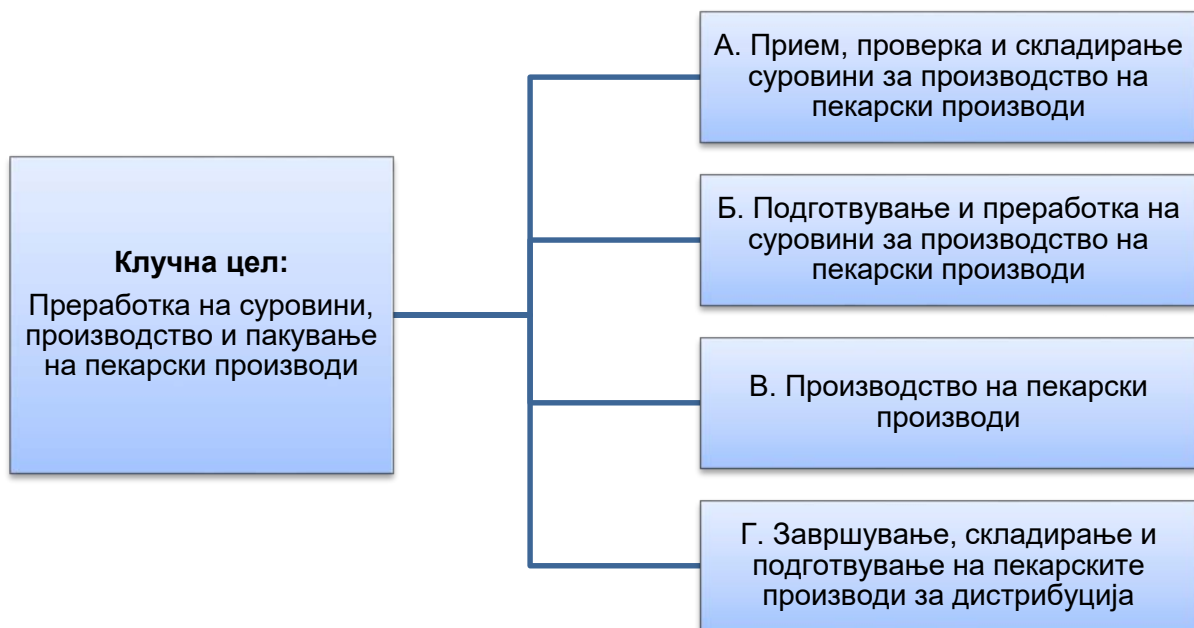 Клучна цел:
Преработка на суровини,
производство и пакување
на пекарски производи
А. Прием, проверка и складирање
суровини за производство на
пекарски производи
Б. Подготвување и преработка на
суровини за производство на
пекарски производи
В. Производство на пекарски
производи
Г. Завршување, складирање и
подготвување на пекарските
производи за дистрибуција